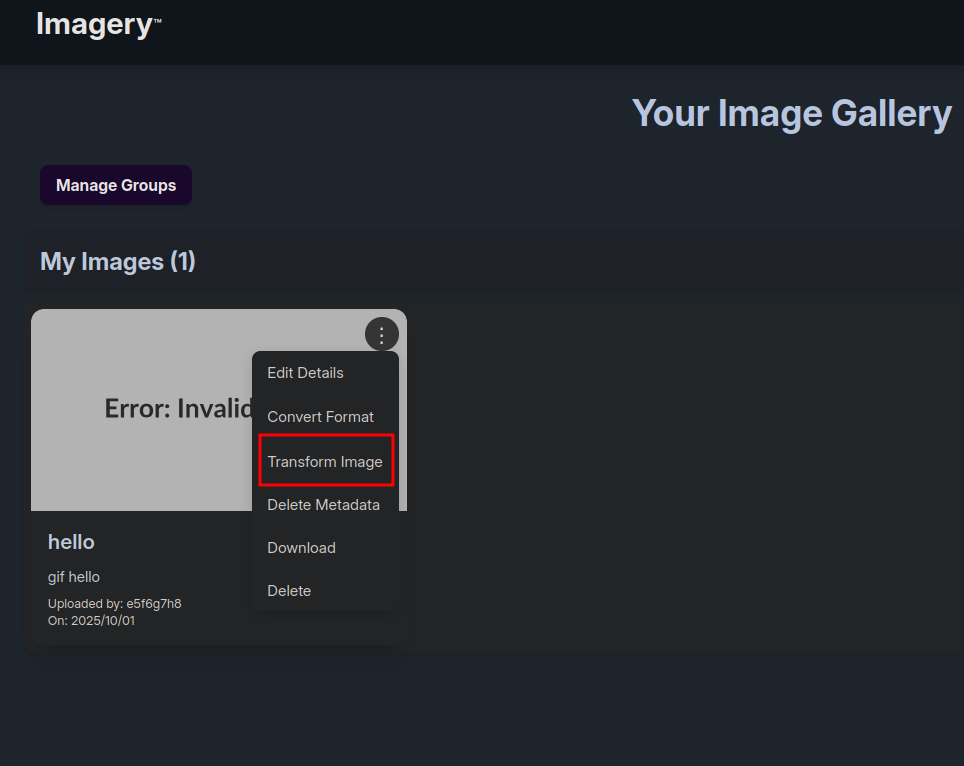 Imagery™
Your Image Gallery
Manage Groups
My Images (1)
Error: Invalid
Edit Details
Convert Format
Transform Image
Delete Metadata
Download
Delete
hello
gif hello
Uploaded by: e5f6g7h8
On: 2025/10/01